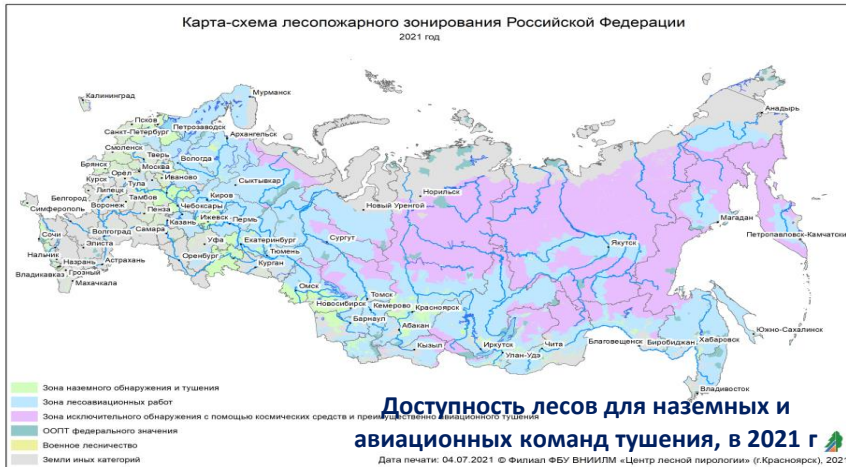 Карта-схема лесопожарного зонирования Российской Федерации
2021 год
Калининград
Мурманск
Псков
Санкт-Петербург
Петрозаводск
Архангельск
Анадырь
Смоленск
Тверь
Вологда
Брянск
Москва
Орёл
Иваново
Курск
Тула
Сыктывкар
Липецк
Норильск
Белгород
Тамбов
Киров
Симферополь
Воронеж
Чебоксары
Новый Уренгой
Пенза
Ижевск
Пермь
Магадан
Казань
Сочи
Волгоград
Самара
Сургут
Якутск
Петропавловск-Камчатски
Элиста
Уфа
Екатеринбург
Нальчик
Астрахань
Оренбург
Тюмень
Назрань
Курган
Владикавказ
Грозный
Омск
Томск
Махачкала
Новосибирск
Кемерово
Красноярск
Барнаул
Абакан
Южно-Сахалинск
Кызыл
Иркутск
Чита
Благовещенск
Биробиджан
Хабаровск
Улан-Удэ
Владивосток
Зона наземного обнаружения и тушения
Зона лесоавиационных работ
Зона исключительного обнаружения с помощью космических средств и преимущественно авиационного тушения
ООПТ федерального значения
Военное лесничество
Земли иных категорий
Доступность лесов для наземных и
авиационных команд тушения, в 2021 г
Дата печати: 04.07.2021 © Филиал ФБУ ВНИИЛМ «Центр лесной пирологии» (г.Красноярск), 2021